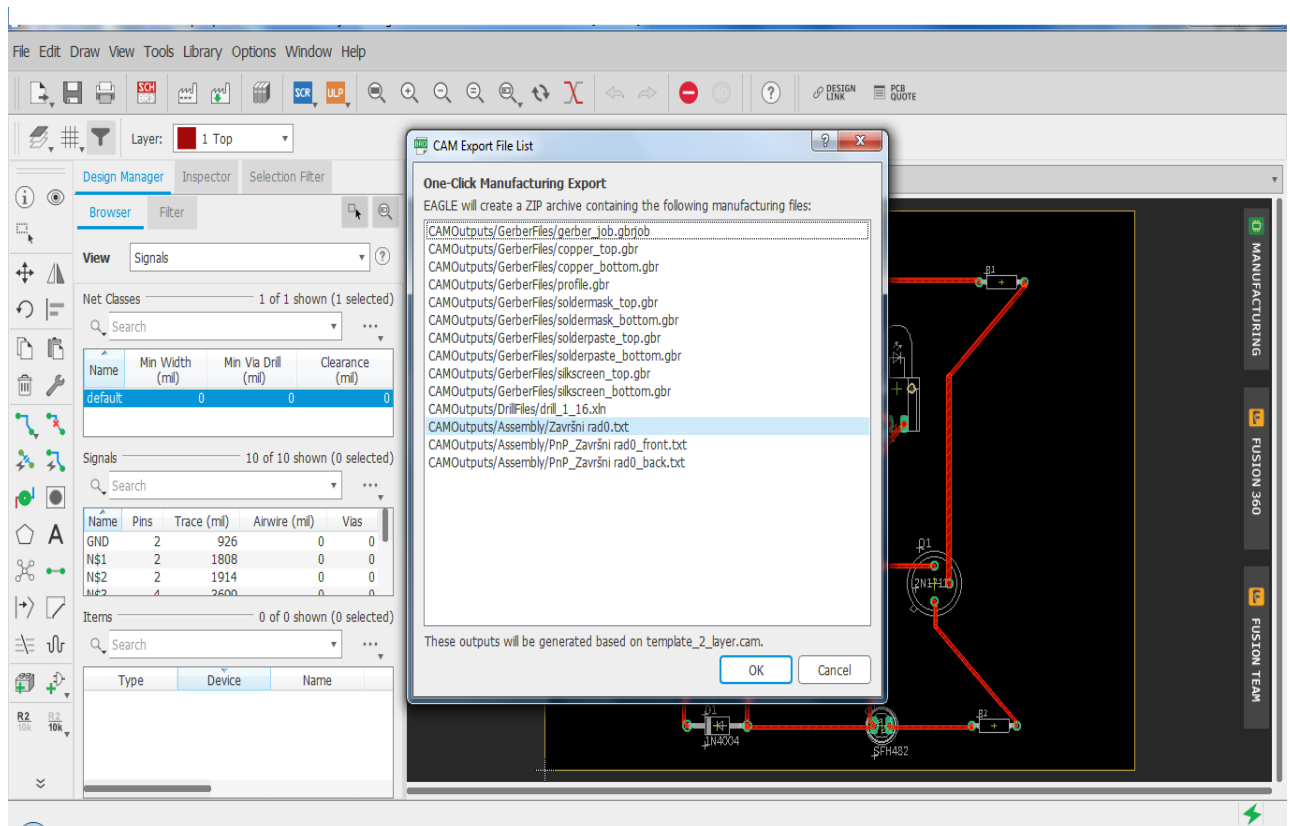 File Edit Draw View Tools Library Options Window Help
SCH
BRD
SCR
ULP
DESIGN
LINK
PCB
QUOTE
Layer: 1 Top
Design Manager Inspector Selection Filter
Browser Filter
View Signals
Net Classes 1 of 1 shown (1 selected)
Search
Name Min Width (mil) Min Via Drill (mil) Clearance (mil)
default 0 0 0
Signals 10 of 10 shown (0 selected)
Search
Name Pins Trace (mil) Airwire (mil) Vias
GND 2 926 0 0
N$1 2 1808 0 0
N$2 2 1914 0 0
Items 0 of 0 shown (0 selected)
Search
Type Device Name
R2
10k
R2
10k
CAM Export File List
One-Click Manufacturing Export
EAGLE will create a ZIP archive containing the following manufacturing files:
CAMOutputs/GerberFiles/gerber_job.gbrjob
CAMOutputs/GerberFiles/copper_top.gbr
CAMOutputs/GerberFiles/copper_bottom.gbr
CAMOutputs/GerberFiles/profile.gbr
CAMOutputs/GerberFiles/soldermask_top.gbr
CAMOutputs/GerberFiles/soldermask_bottom.gbr
CAMOutputs/GerberFiles/solderpaste_top.gbr
CAMOutputs/GerberFiles/solderpaste_bottom.gbr
CAMOutputs/GerberFiles/silkscreen_top.gbr
CAMOutputs/GerberFiles/silkscreen_bottom.gbr
CAMOutputs/DrillFiles/drill_1_16.xln
CAMOutputs/Assembly/Završni rad0.txt
CAMOutputs/Assembly/PnP_Završni rad0_front.txt
CAMOutputs/Assembly/PnP_Završni rad0_back.txt
These outputs will be generated based on template_2_layer.cam.
OK Cancel
R1
D1
1N4004
SFH482
R2
MANUFACTURING
FUSION 360
FUSION TEAM